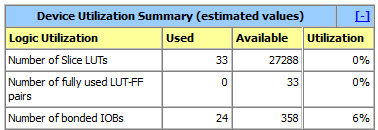 Device Utilization Summary (estimated values) [-]
Logic Utilization Used Available Utilization
Number of Slice LUTs 33 27288 0%
Number of fully used LUT-FF
pairs 0 33 0%
Number of bonded IOBs 24 358 6%